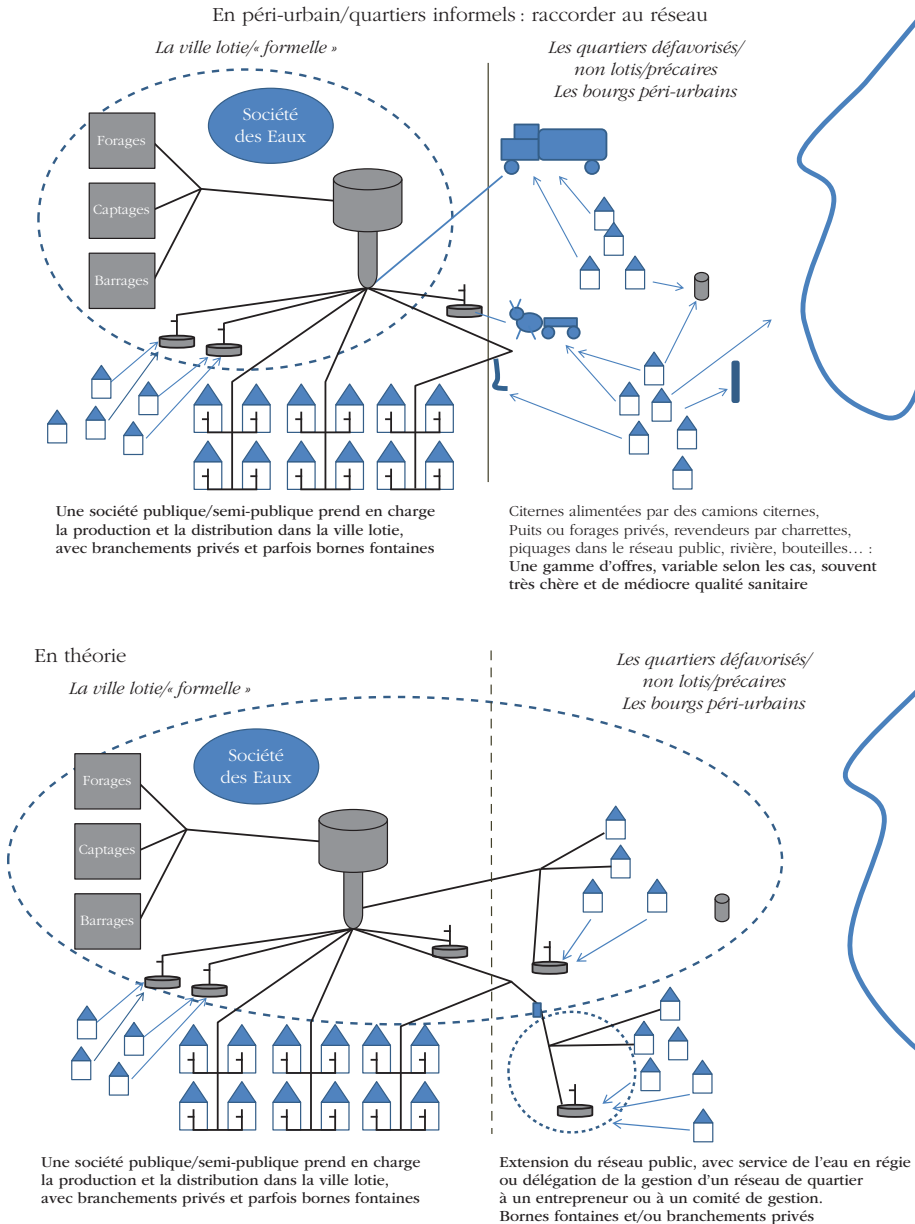 En péri-urbain/quartiers informels : raccorder au réseau
La ville lotie/« formelle »
Les quartiers défavorisés/
non lotis/précaires
Les bourgs péri-urbains
Société
des Eaux
Forages
Captages
Barrages
Une société publique/semi-publique prend en charge
la production et la distribution dans la ville lotie,
avec branchements privés et parfois bornes fontaines
Citernes alimentées par des camions citernes,
Puits ou forages privés, revendeurs par charrettes,
piquages dans le réseau public, rivière, bouteilles… :
Une gamme d’offres, variable selon les cas, souvent
très chère et de médiocre qualité sanitaire
En théorie
La ville lotie/« formelle »
Les quartiers défavorisés/
non lotis/précaires
Les bourgs péri-urbains
Société
des Eaux
Forages
Captages
Barrages
Une société publique/semi-publique prend en charge
la production et la distribution dans la ville lotie,
avec branchements privés et parfois bornes fontaines
Extension du réseau public, avec service de l’eau en régie
ou délégation de la gestion d’un réseau de quartier
à un entrepreneur ou à un comité de gestion.
Bornes fontaines et/ou branchements privés